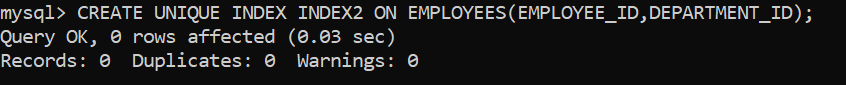 mysql> CREATE UNIQUE INDEX INDEX2 ON EMPLOYEES(EMPLOYEE_ID,DEPARTMENT_ID);
Query OK, 0 rows affected (0.03 sec)
Records: 0  Duplicates: 0  Warnings: 0